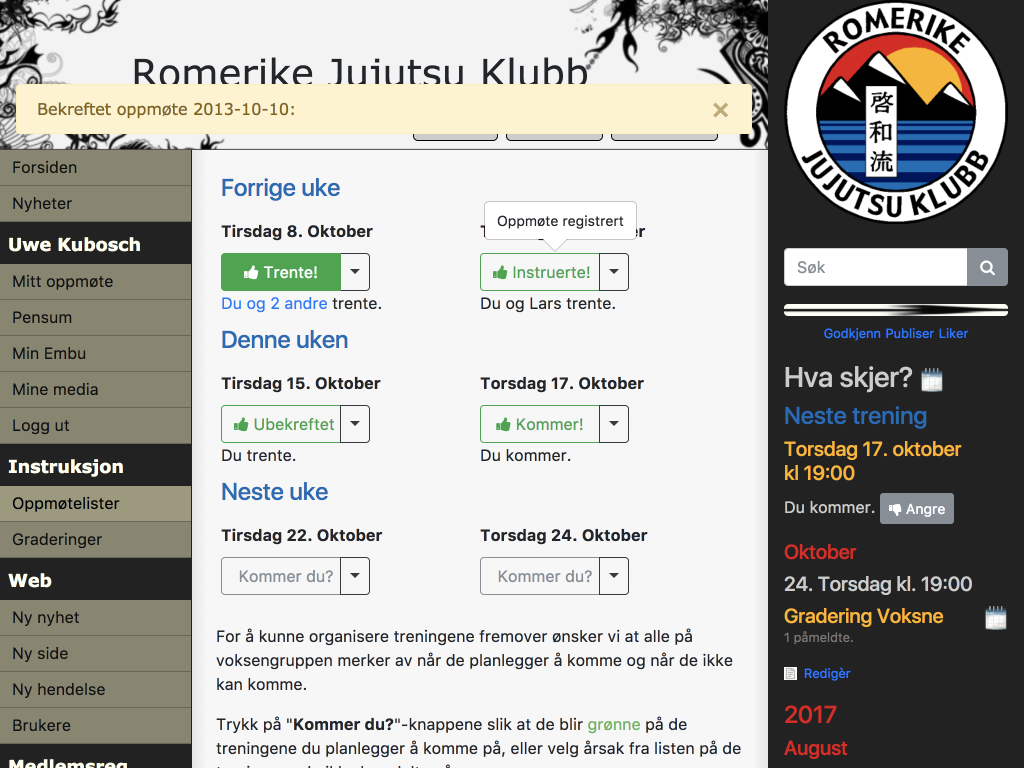 Romerike Jujutsu Klubb
Bekreftet oppmøte 2013-10-10: ×
Forsiden
Nyheter
Uwe Kubosch
Mitt oppmøte
Pensum
Min Embu
Mine media
Logg ut
Instruksjon
Oppmøtelister
Graderinger
Web
Ny nyhet
Ny side
Ny hendelse
Brukere
Medlemsreg
Forrige uke
Oppmøte registrert
Tirsdag 8. Oktober
Trente! Instruerte!
Du og 2 andre trente. Du og Lars trente.
Denne uken
Tirsdag 15. Oktober Torsdag 17. Oktober
Ubekreftet Kommer!
Du trente. Du kommer.
Neste uke
Tirsdag 22. Oktober Torsdag 24. Oktober
Kommer du? Kommer du?
For å kunne organisere treningene fremover ønsker vi at alle på
voksengruppen merker av når de planlegger å komme og når de ikke
kan komme.
Trykk på "Kommer du?"-knappene slik at de blir grønne på de
treningene du planlegger å komme på, eller velg årsak fra listen på de
ROMERIKE
啓和流
JUJUTSU KLUBB
Søk
Godkjenn Publiser Liker
Hva skjer?
Neste trening
Torsdag 17. oktober
kl 19:00
Du kommer. Angre
Oktober
24. Torsdag kl. 19:00
Gradering Voksne
1 påmeldte.
Redigèr
2017
August